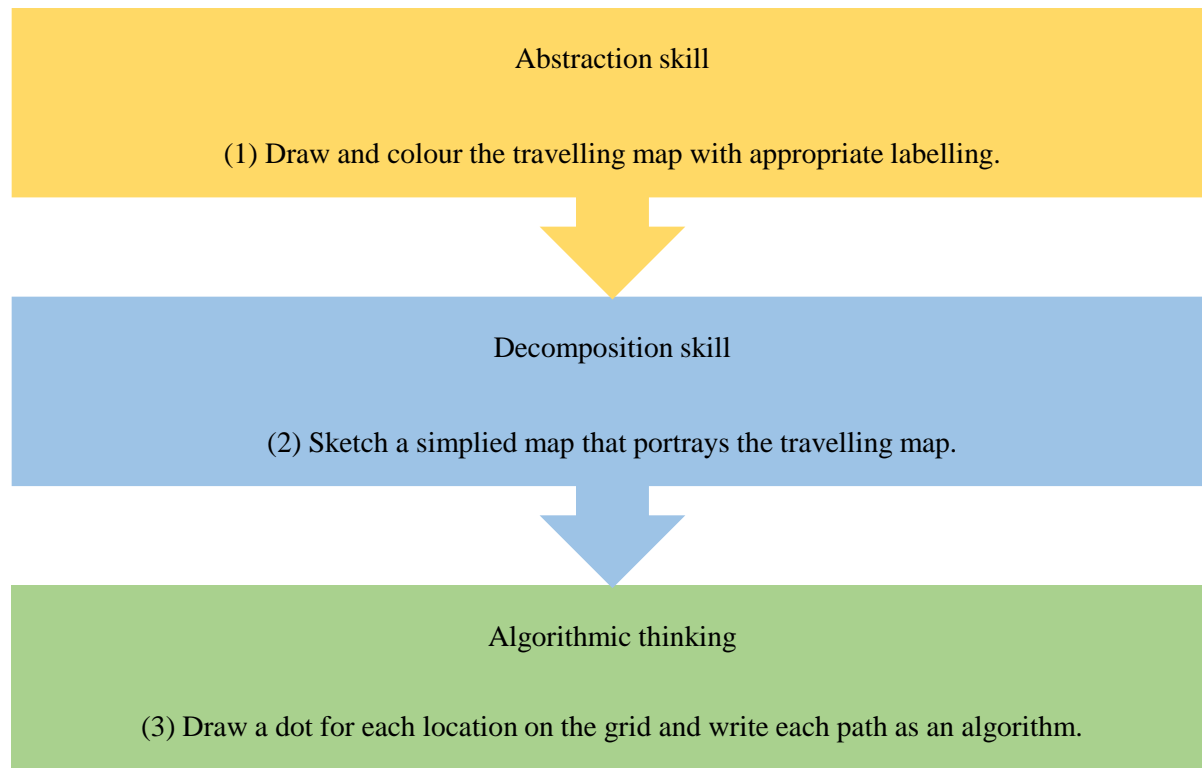 Abstraction skill
(1) Draw and colour the travelling map with appropriate labelling.
Decomposition skill
(2) Sketch a simplied map that portrays the travelling map.
Algorithmic thinking
(3) Draw a dot for each location on the grid and write each path as an algorithm.